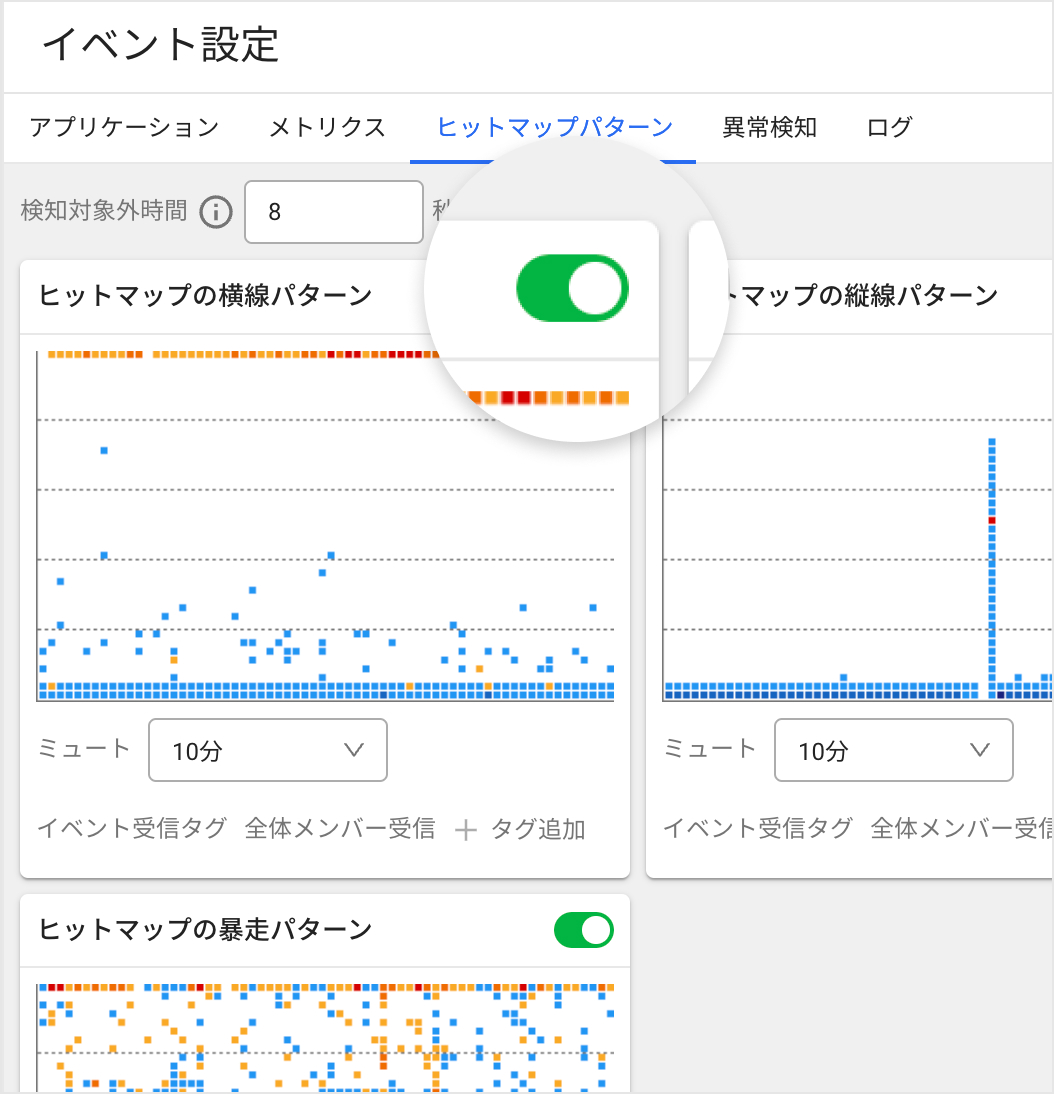 イベント設定
アプリケーション メトリクス ヒットマップパターン 異常検知 ログ
検知対象外時間 8 秒
ヒットマップの横線パターン
トマップの縦線パターン
ミュート 10分
ミュート 10分
イベント受信タグ 全体メンバー受信 + タグ追加
イベント受信タグ 全体メンバー受信
ヒットマップの暴走パターン